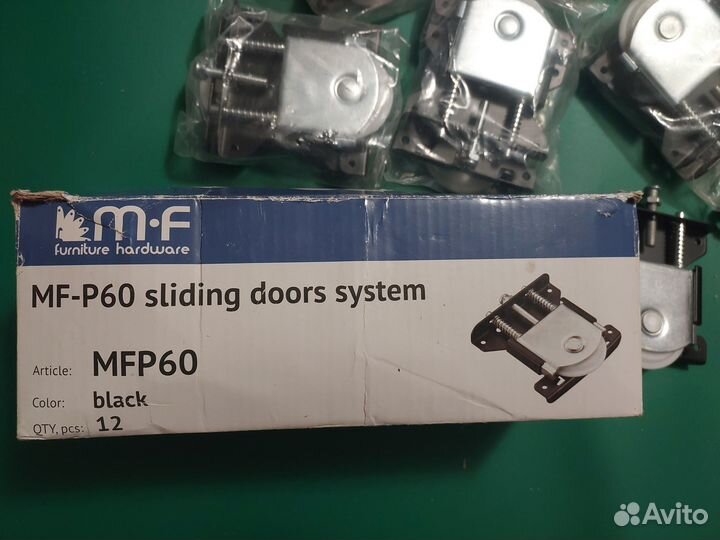 m·F
furniture hardware
MF-P60 sliding doors system
Article: MFP60
Color: black
QTY, pcs: 12
Avito